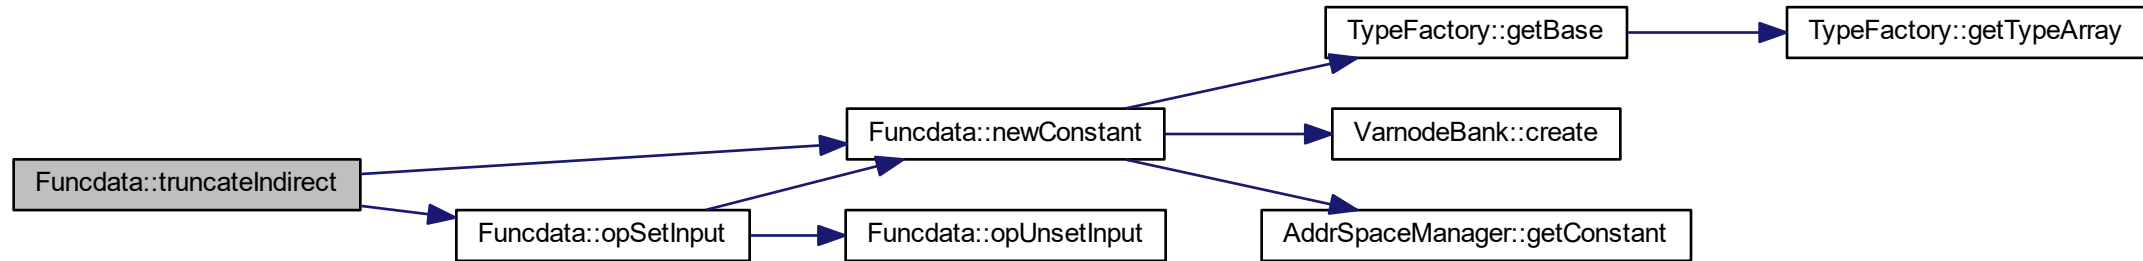 TypeFactory::getBase
TypeFactory::getTypeArray
Funcdata::newConstant
VarnodeBank::create
Funcdata::truncateIndirect
Funcdata::opSetInput
Funcdata::opUnsetInput
AddrSpaceManager::getConstant